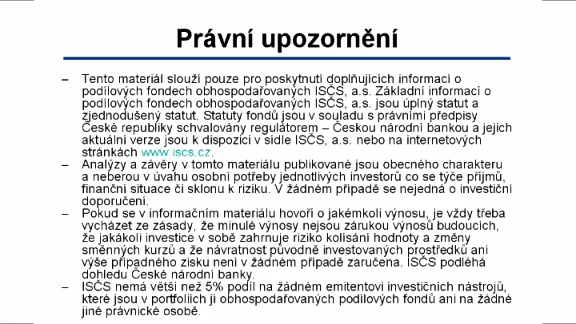 Právní upozornění
– Tento materiál slouží pouze pro poskytnutí doplňujících informací o
podílových fondech obhospodařovaných ISČS, a.s. Základní informací o
podílových fondech obhospodařovaných ISČS, a.s. jsou úplný statut a
zjednodušený statut. Statuty fondů jsou v souladu s právními předpisy
České republiky schvalovány regulátorem – Českou národní bankou a jejich
aktuální verze jsou k dispozici v sídle ISČS, a.s. nebo na internetových
stránkách www.iscs.cz.
– Analýzy a závěry v tomto materiálu publikované jsou obecného charakteru
a neberou v úvahu osobní potřeby jednotlivých investorů co se týče příjmů,
finanční situace či sklonu k riziku. V žádném případě se nejedná o investiční
doporučení.
– Pokud se v informačním materiálu hovoří o jakémkoli výnosu, je vždy třeba
vycházet ze zásady, že minulé výnosy nejsou zárukou výnosů budoucích,
že jakákoli investice v sobě zahrnuje riziko kolísání hodnoty a změny
směnných kurzů a že návratnost původně investovaných prostředků ani
výše případného zisku není v žádném případě zaručena. ISČS podléhá
dohledu České národní banky.
– ISČS nemá větší než 5% podíl na žádném emitentovi investičních nástrojů,
které jsou v portfoliích jí obhospodařovaných podílových fondů ani na žádné
jiné právnické osobě.